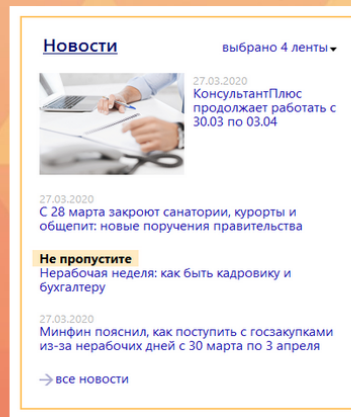 Новости
выбрано 4 ленты
27.03.2020
КонсультантПлюс
продолжает работать с
30.03 по 03.04
27.03.2020
С 28 марта закроют санатории, курорты и
общепит: новые поручения правительства
Не пропустите
Нерабочая неделя: как быть кадровику и
бухгалтеру
27.03.2020
Минфин пояснил, как поступить с госзакупками
из-за нерабочих дней с 30 марта по 3 апреля
все новости